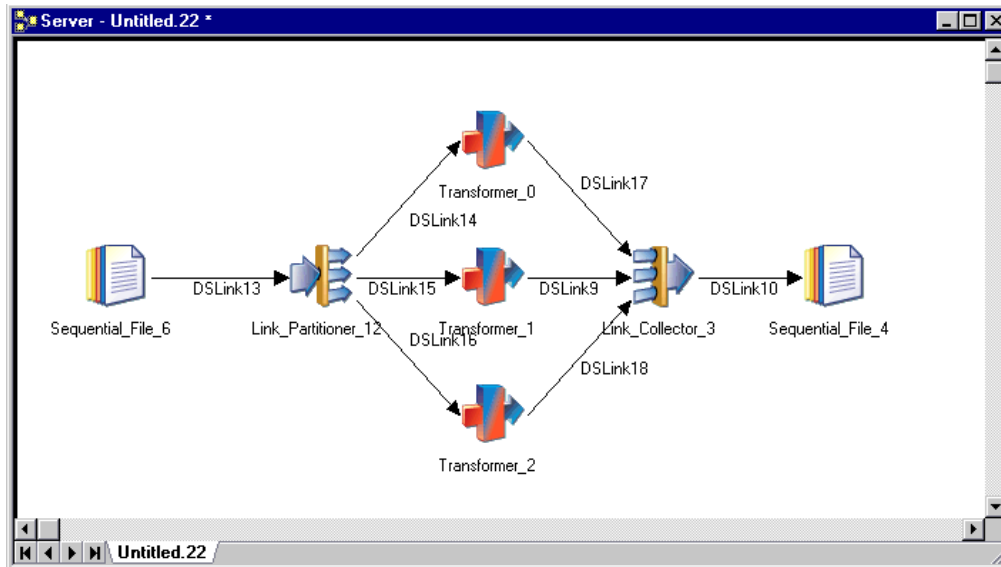 Server - Untitled.22 *
Transformer_0
DSLink17
DSLink14
DSLink13
DSLink15
DSLink9
DSLink10
Sequential_File_6
Link_Partitioner_12
Transformer_1
Link_Collector_3
Sequential_File_4
DSLink16
DSLink18
Transformer_2
Untitled.22